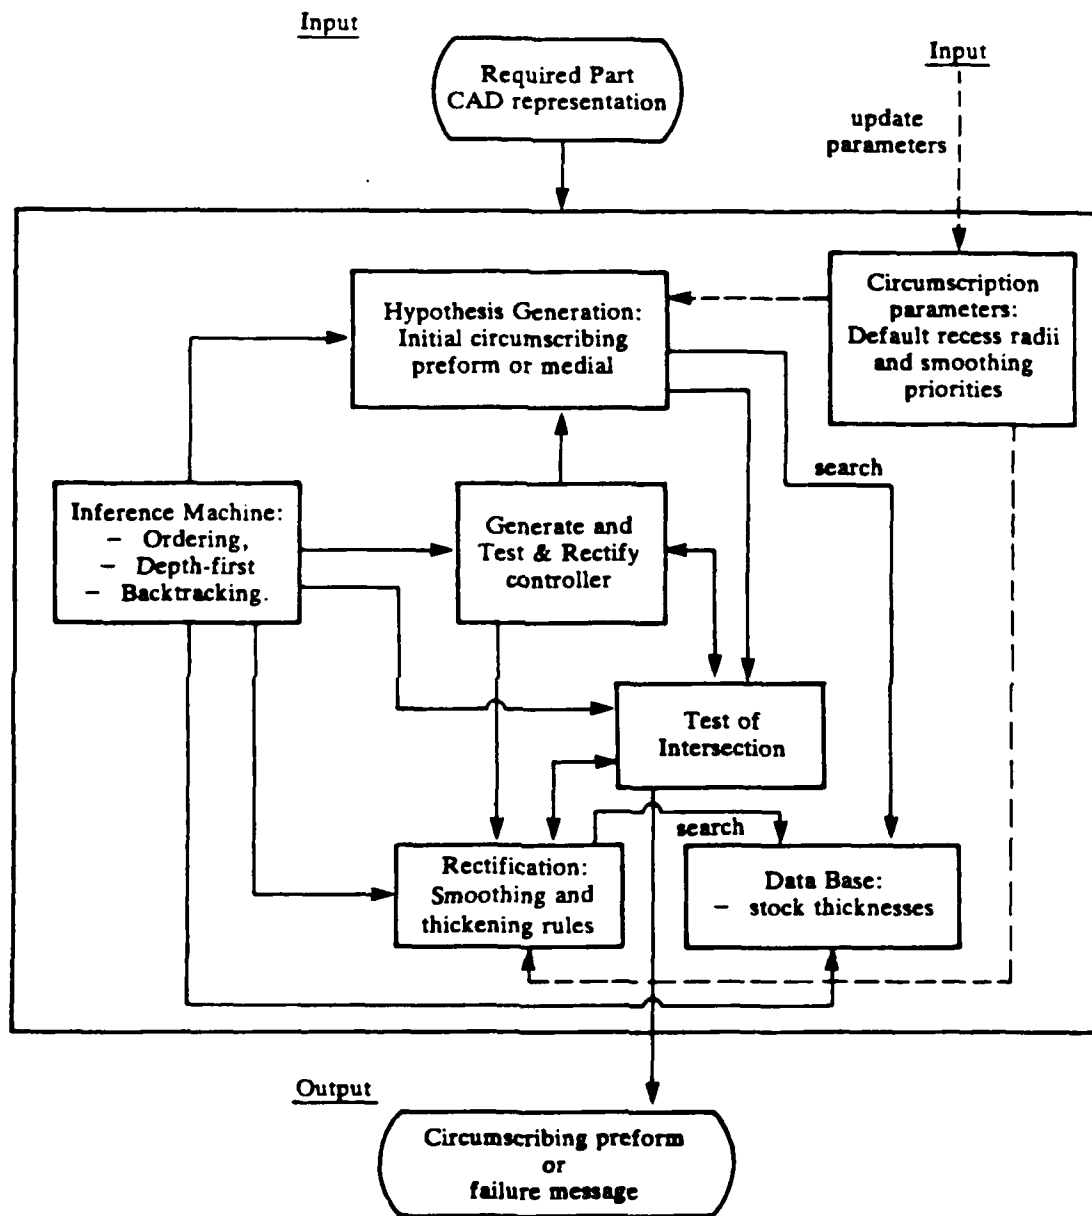 Input
Required Part
CAD representation
Input
update
parameters
Hypothesis Generation:
Initial circumscribing
preform or medial
Circumscription
parameters:
Default recess radii
and smoothing
priorities
search
Inference Machine:
– Ordering,
– Depth-first
– Backtracking.
Generate and
Test & Rectify
controller
Test of
Intersection
search
Rectification:
Smoothing and
thickening rules
Data Base:
– stock thicknesses
Output
Circumscribing preform
or
failure message